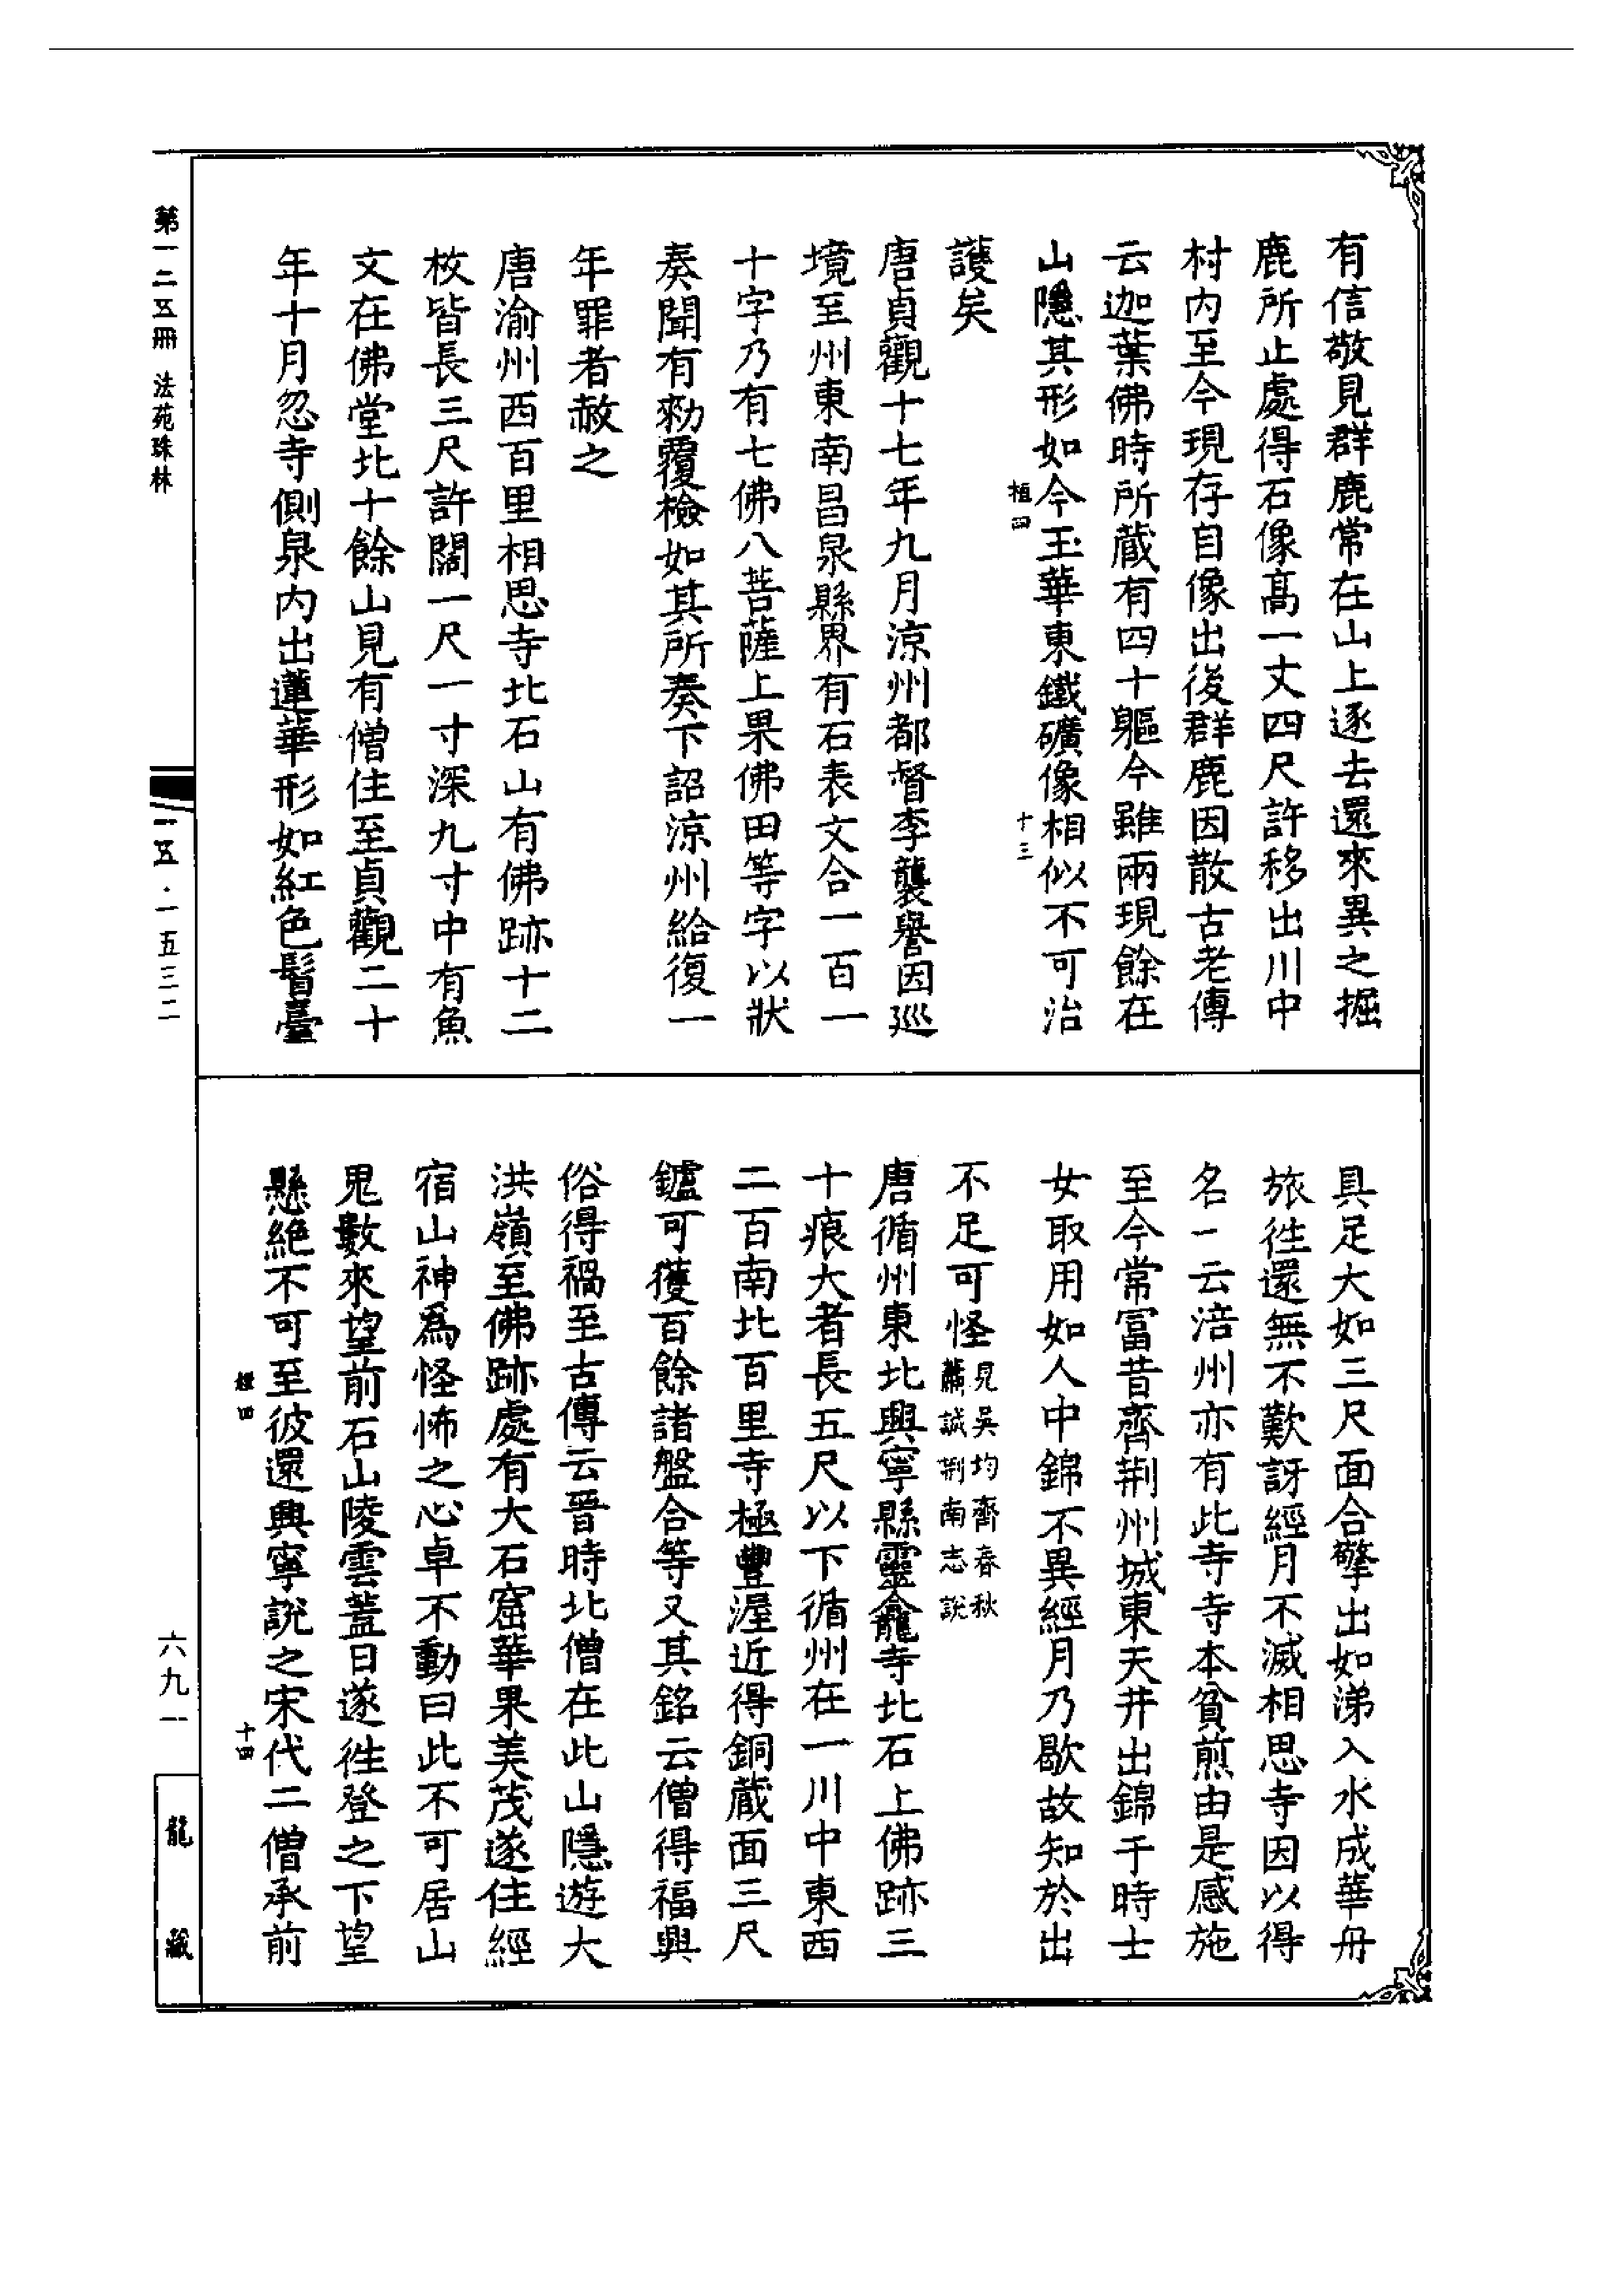 有信敬見群鹿常在山上逐去還來異之掘
鹿所止處得石像高一丈四尺許移出川中
村內至今現存自像出後群鹿因散古老傳
云迦葉佛時所藏有四十軀今雖兩現餘在
山隱其形如今玉華東鐵礦像相似不可治
四
十三
護矣
唐貞觀十七年九月涼州都督李襲譽因巡
境至州東南昌泉縣界有石表文合一百一
十字乃有七佛八菩薩上果佛田等字以狀
奏聞有勑覆檢如其所奏下詔涼州給復一
年罪者赦之
唐渝州西百里相思寺北石山有佛跡十二
枚皆長三尺許闊一尺一寸深九寸中有魚
文在佛堂北十餘山見有僧住至貞觀二十
年十月忽寺側泉內出蓮華形如紅色髾臺
具足大如三尺面合擎出如涕入水成華舟
旅往還無不歎訝經月不滅相思寺因以得
名一云涪州亦有此寺寺本貧煎由是感施
至今常富昔齊荆州城東天井出錦于時士
女取用如人中錦不異經月乃歇故知於出
不足可怪見吳均齊春秋
蕭誠荆南志說
唐循州東北興寧縣靈龕寺北石上佛跡三
十痕大者長五尺以下循州在一川中東西
二百南北百里寺極豐渥近得銅藏面三尺
鑪可獲百餘諸盤合等又其銘云僧得福興
俗得禍至古傳云晉時北僧在此山隱遊大
洪嶺至佛跡處有大石窟華果美茂遂住經
宿山神爲怪怖之心卓不動曰此不可居山
鬼數來望前石山陵雲蓋日遂往登之下望
懸絕不可至彼還興寧說之宋代二僧承前
四
十四
第一二五冊 法苑珠林
一五·一五三二
六九一
龍藏